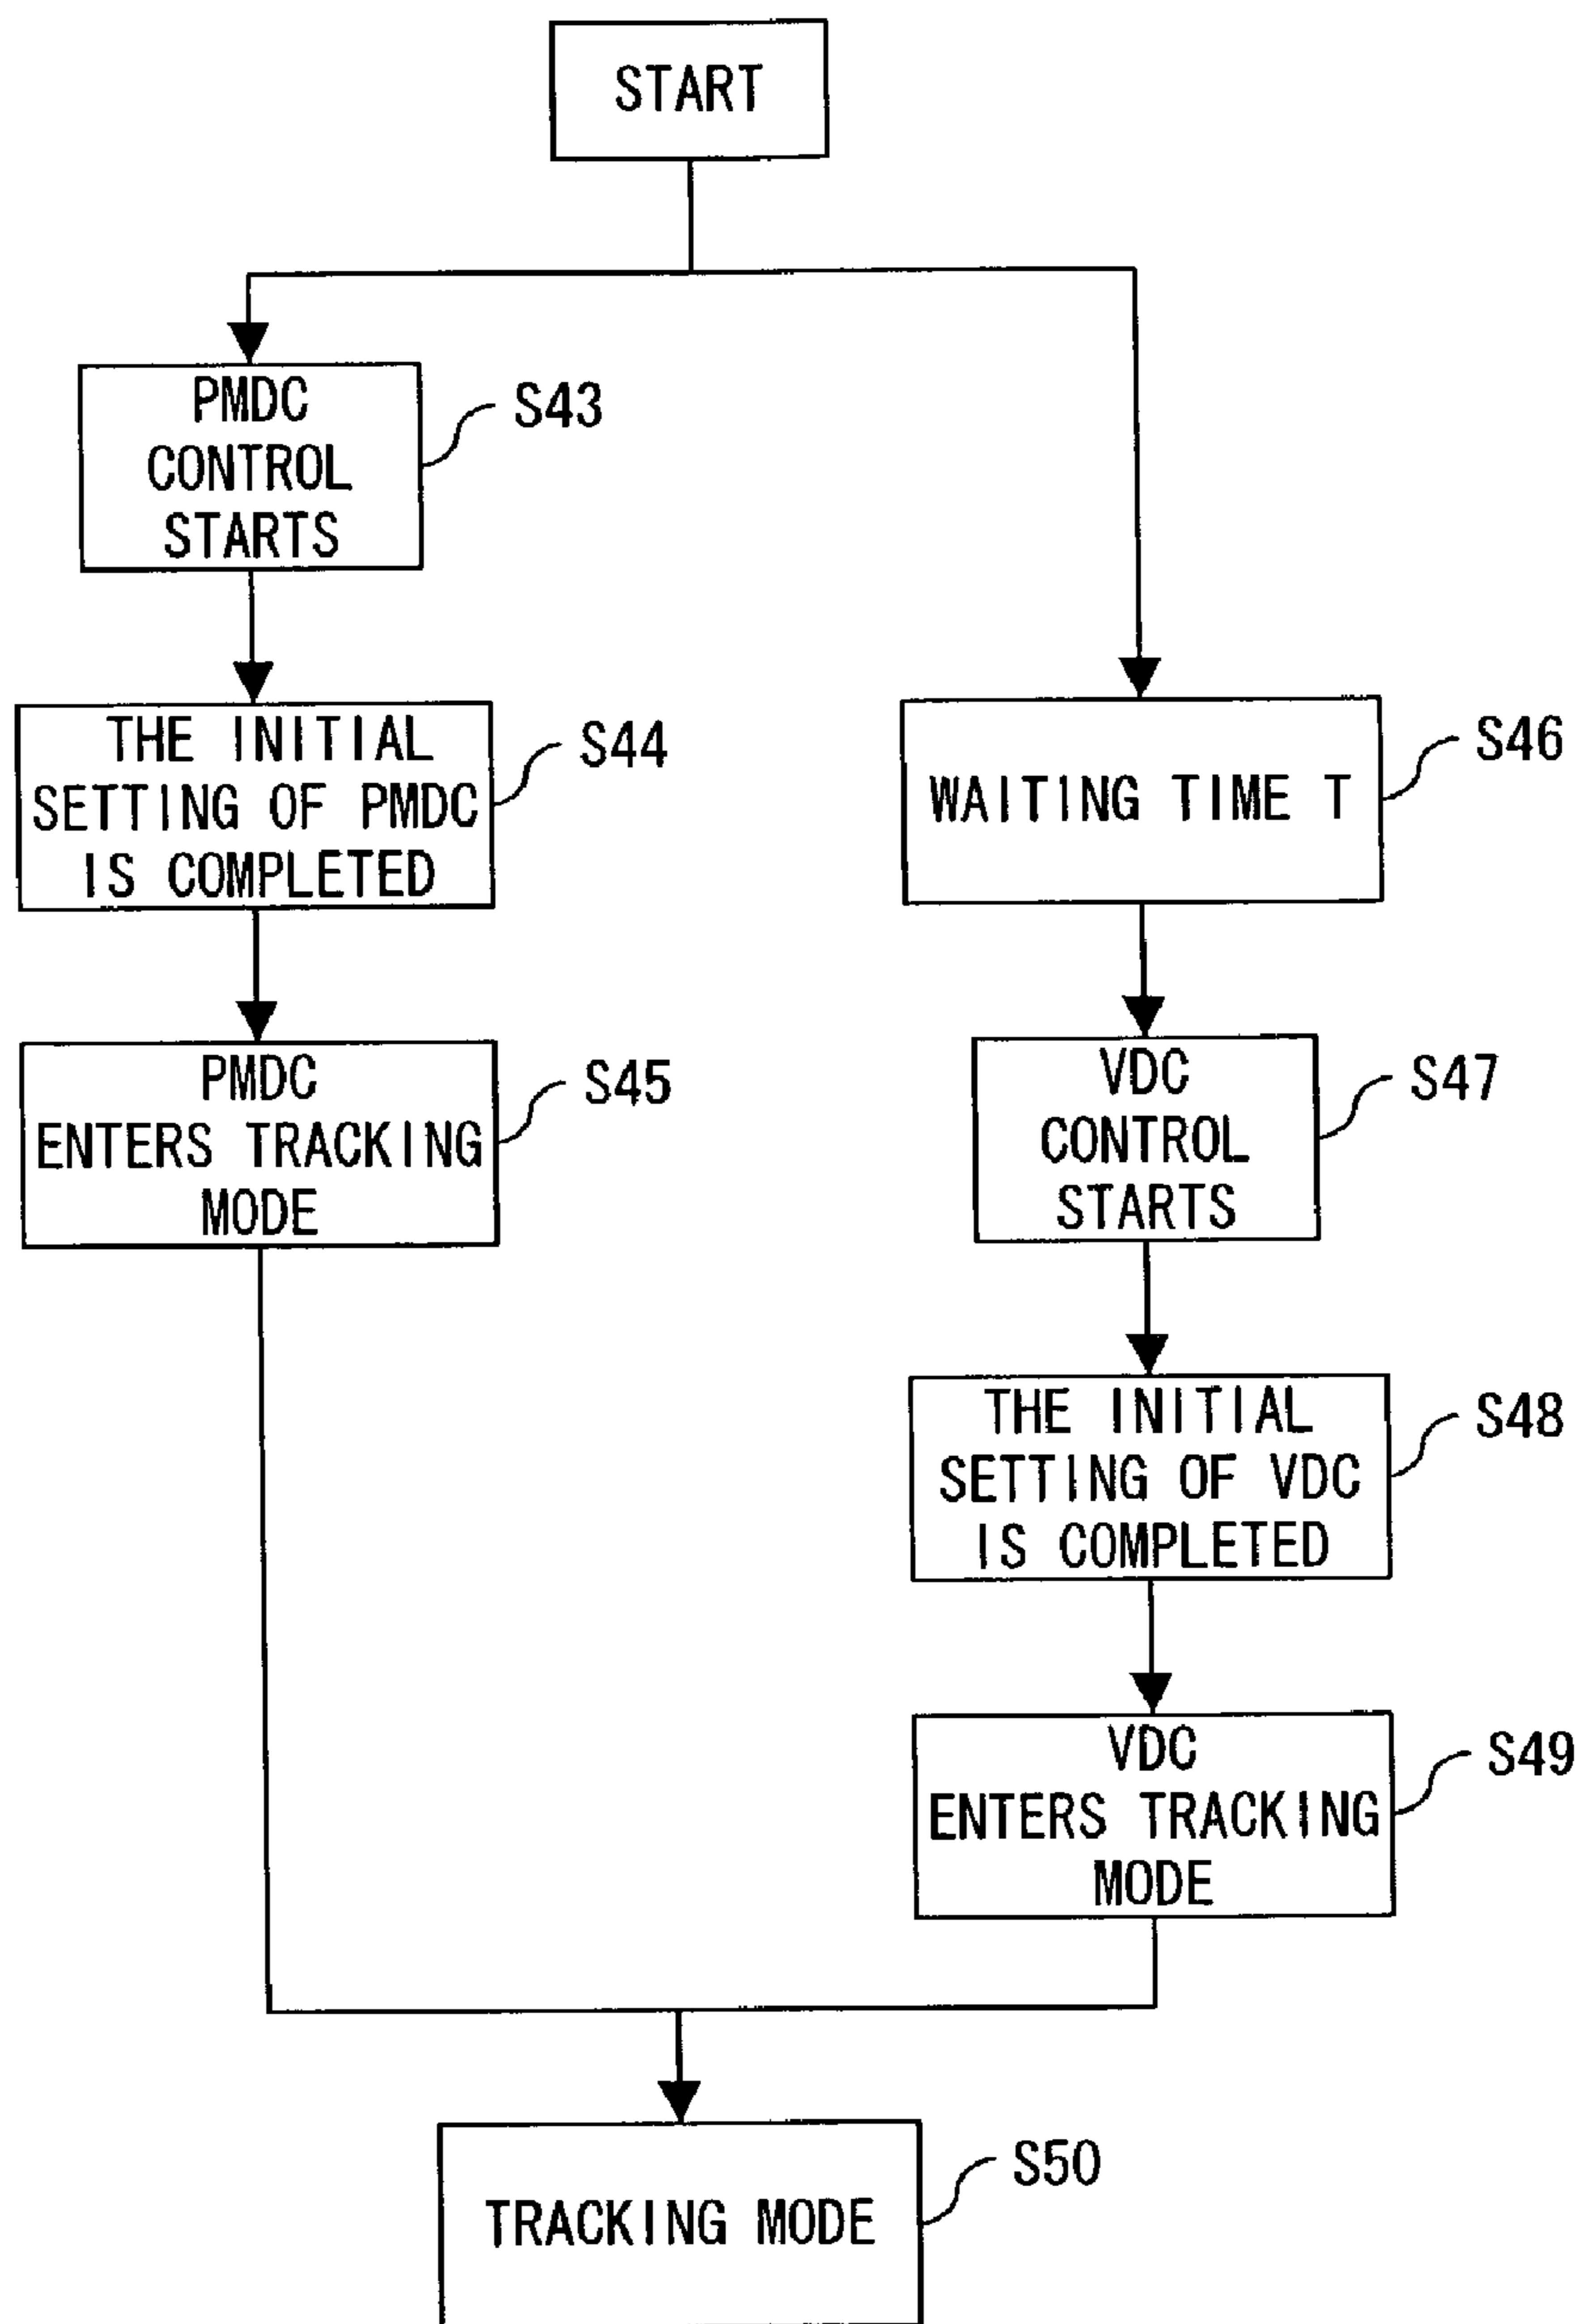 START
PMDC
CONTROL
STARTS
S43
THE INITIAL
SETTING OF PMDC
IS COMPLETED
S44
PMDC
ENTERS TRACKING
MODE
S45
WAITING TIME T
S46
VDC
CONTROL
STARTS
S47
THE INITIAL
SETTING OF VDC
IS COMPLETED
S48
VDC
ENTERS TRACKING
MODE
S49
TRACKING MODE
S50